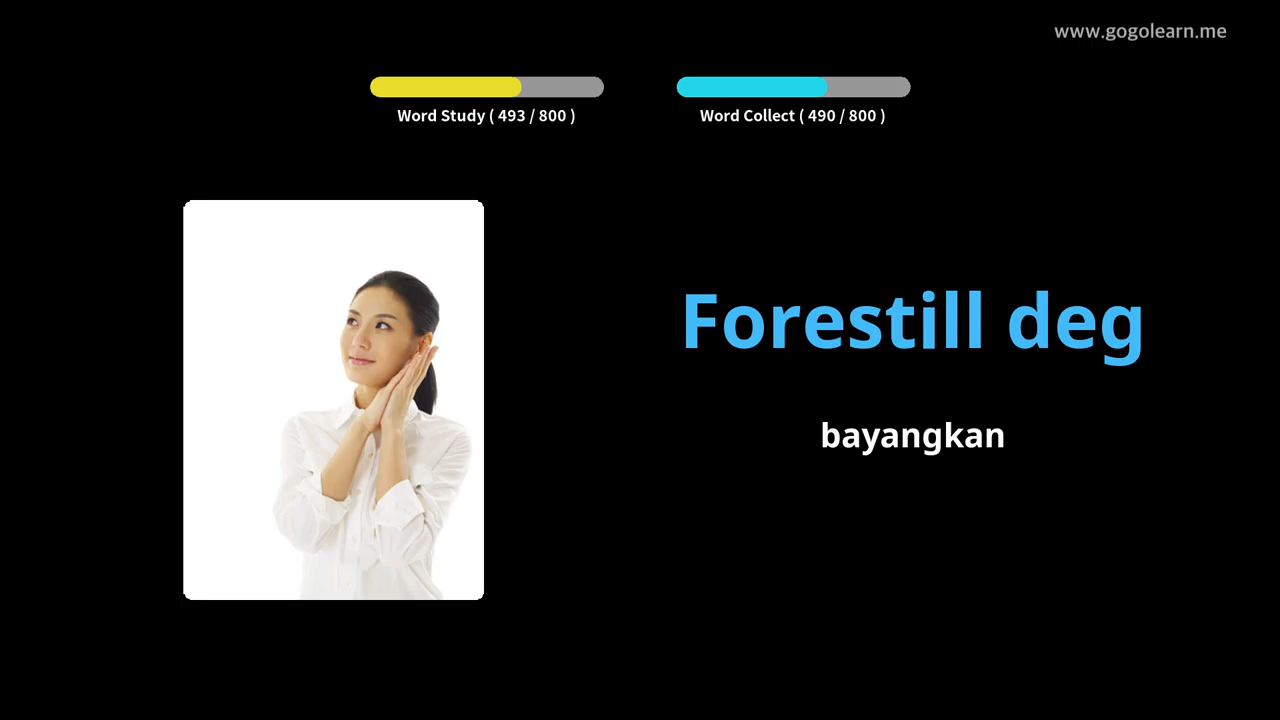 www.gogolearn.me
Word Study ( 493 / 800 )
Word Collect ( 490 / 800 )
Forestill deg
bayangkan